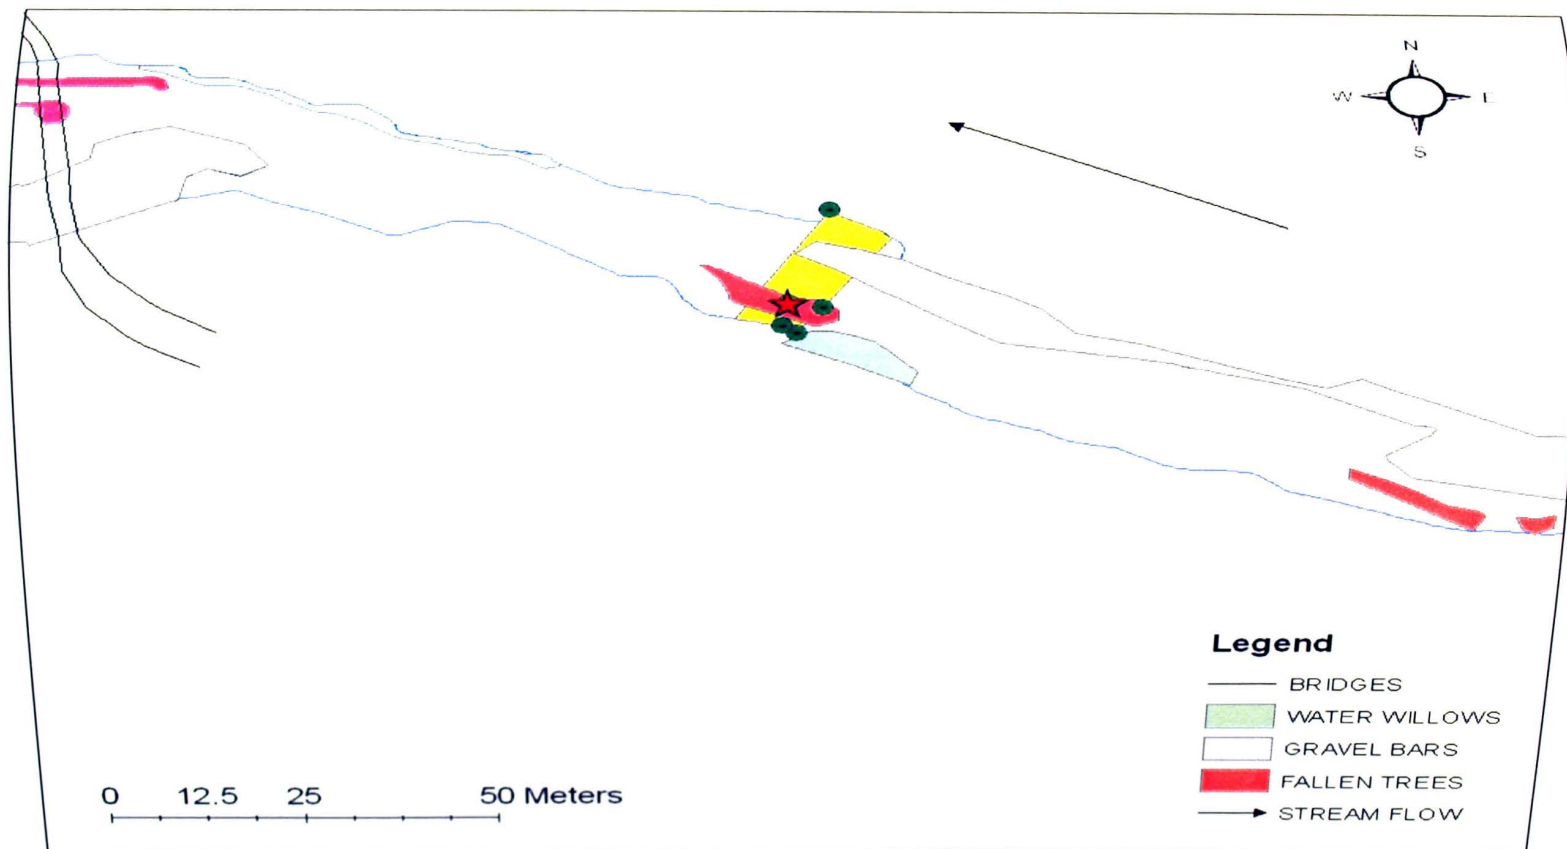 N
W E
S
Legend
BRIDGES
WATER WILLOWS
GRAVEL BARS
FALLEN TREES
STREAM FLOW
0 12.5 25 50 Meters